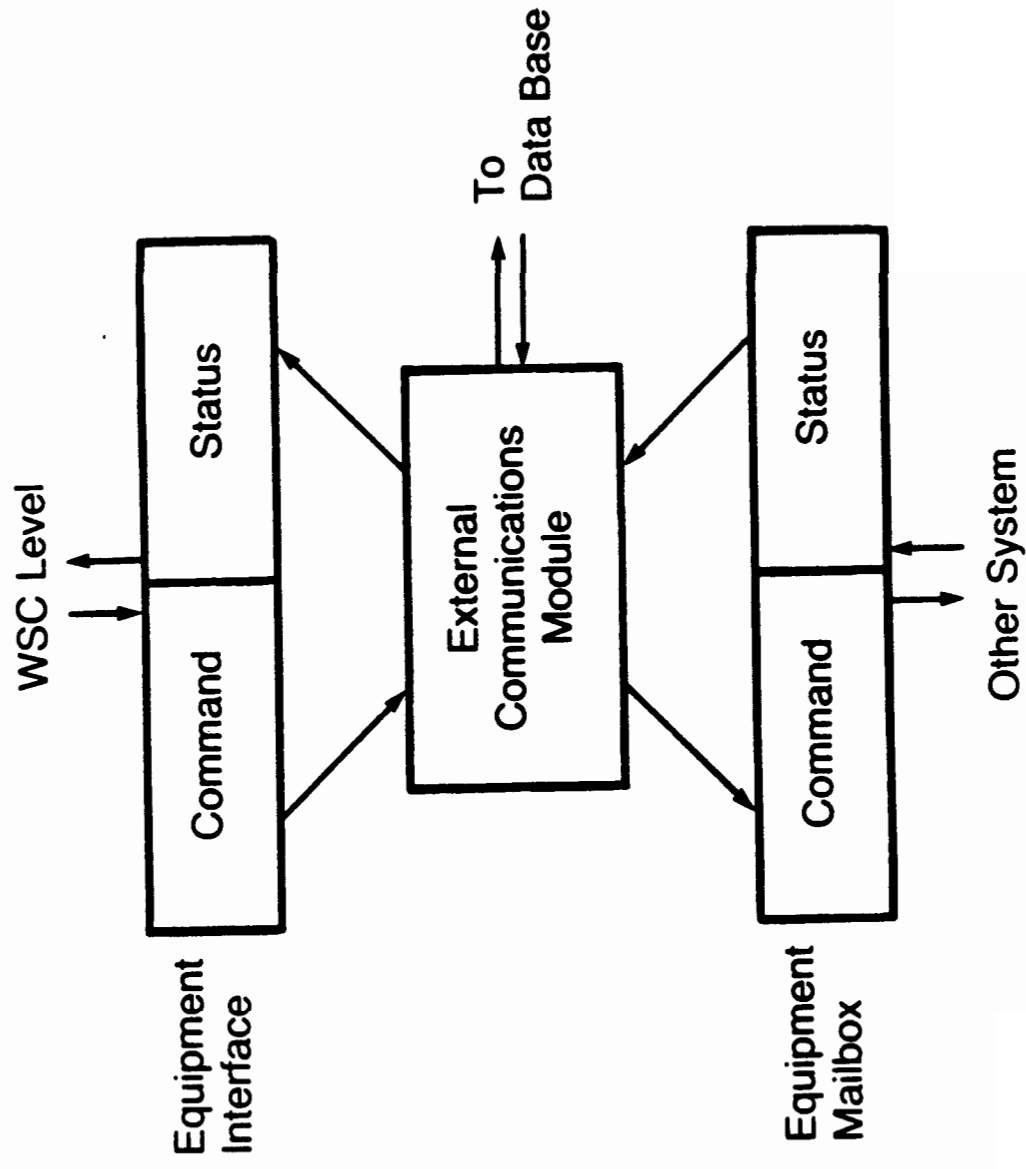 WSC Level
Equipment
Interface
Command
Status
External
Communications
Module
To
Data Base
Equipment
Mailbox
Command
Status
Other System